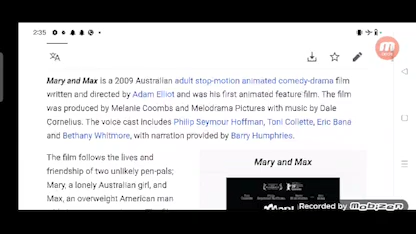 2:35
Mary and Max is a 2009 Australian adult stop-motion animated comedy-drama film
written and directed by Adam Elliot and was his first animated feature film. The film
was produced by Melanie Coombs and Melodrama Pictures with music by Dale
Cornelius. The voice cast includes Philip Seymour Hoffman, Toni Collette, Eric Bana
and Bethany Whitmore, with narration provided by Barry Humphries.
The film follows the lives and
friendship of two unlikely pen-pals;
Mary, a lonely Australian girl, and
Max, an overweight American man
Mary and Max
Recorded by Mobizen